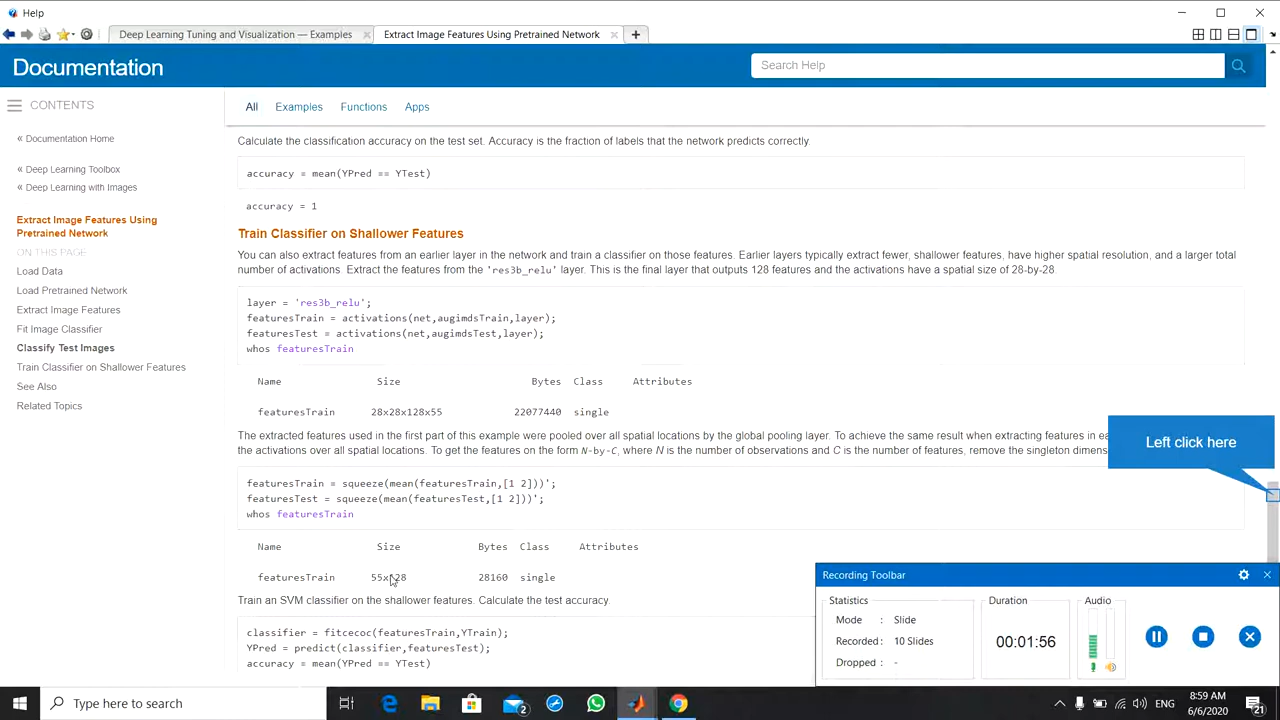 Help
Deep Learning Tuning and Visualization — Examples
Extract Image Features Using Pretrained Network
Documentation
Search Help
CONTENTS
All Examples Functions Apps
« Documentation Home
« Deep Learning Toolbox
« Deep Learning with Images
Extract Image Features Using
Pretrained Network
ON THIS PAGE
Load Data
Load Pretrained Network
Extract Image Features
Fit Image Classifier
Classify Test Images
Train Classifier on Shallower Features
See Also
Related Topics
Calculate the classification accuracy on the test set. Accuracy is the fraction of labels that the network predicts correctly.
accuracy = mean(YPred == YTest)
accuracy = 1
Train Classifier on Shallower Features
You can also extract features from an earlier layer in the network and train a classifier on those features. Earlier layers typically extract fewer, shallower features, have higher spatial resolution, and a larger total
number of activations. Extract the features from the 'res3b_relu' layer. This is the final layer that outputs 128 features and the activations have a spatial size of 28-by-28.
layer = 'res3b_relu';
featuresTrain = activations(net,augimdsTrain,layer);
featuresTest = activations(net,augimdsTest,layer);
whos featuresTrain
Name Size Bytes Class Attributes
featuresTrain 28x28x128x55 22077440 single
The extracted features used in the first part of this example were pooled over all spatial locations by the global pooling layer. To achieve the same result when extracting features in
the activations over all spatial locations. To get the features on the form N-by-C, where N is the number of observations and C is the number of features, remove the singleton
featuresTrain = squeeze(mean(featuresTrain,[1 2]))';
featuresTest = squeeze(mean(featuresTest,[1 2]))';
whos featuresTrain
Name Size Bytes Class Attributes
featuresTrain 55x128 28160 single
Train an SVM classifier on the shallower features. Calculate the test accuracy.
classifier = fitcecoc(featuresTrain,YTrain);
YPred = predict(classifier,featuresTest);
accuracy = mean(YPred == YTest)
Left click here
Recording Toolbar
Statistics
Mode : Slide
Recorded : 10 Slides
Dropped : -
Duration
00:01:56
Audio
Type here to search
2
ENG
8:59 AM
6/6/2020
21